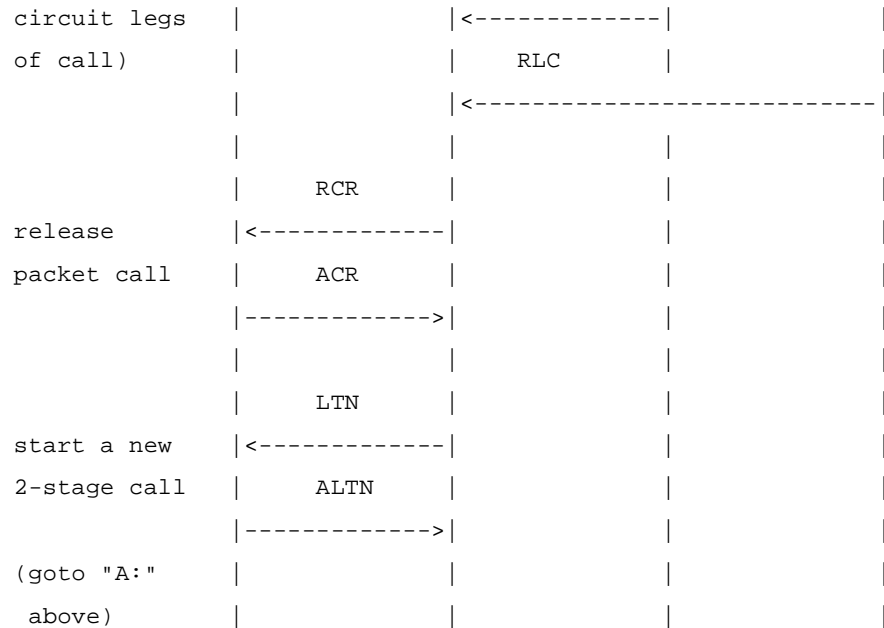 circuit legs    |              |<-------------|              |
of call)        |              |    RLC       |              |
                |              |<----------------------------|
                |              |              |              |
                |     RCR      |              |              |
release         |<-------------|              |              |
packet call     |     ACR      |              |              |
                |------------->|              |              |
                |              |              |              |
                |     LTN      |              |              |
start a new     |<-------------|              |              |
2-stage call    |     ALTN     |              |              |
                |------------->|              |              |
(goto "A:"      |              |              |              |
 above)         |              |              |              |